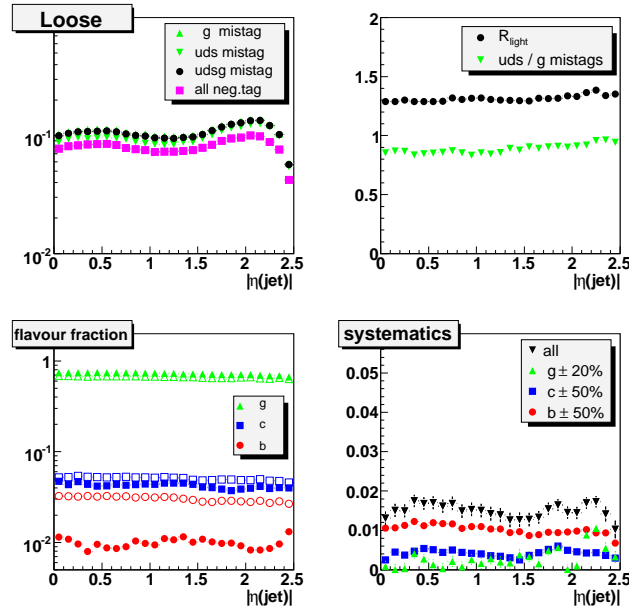 Loose
g mistag
uds mistag
udsg mistag
all neg.tag
10⁻¹
10⁻²
0 0.5 1 1.5 2 2.5
|η(jet)|
R_light
uds / g mistags
2
1.5
1
0.5
0
0 0.5 1 1.5 2 2.5
|η(jet)|
flavour fraction
g
c
b
1
10⁻¹
10⁻²
0 0.5 1 1.5 2 2.5
|η(jet)|
systematics
all
g ± 20%
c ± 50%
b ± 50%
0.05
0.04
0.03
0.02
0.01
0
0 0.5 1 1.5 2 2.5
|η(jet)|